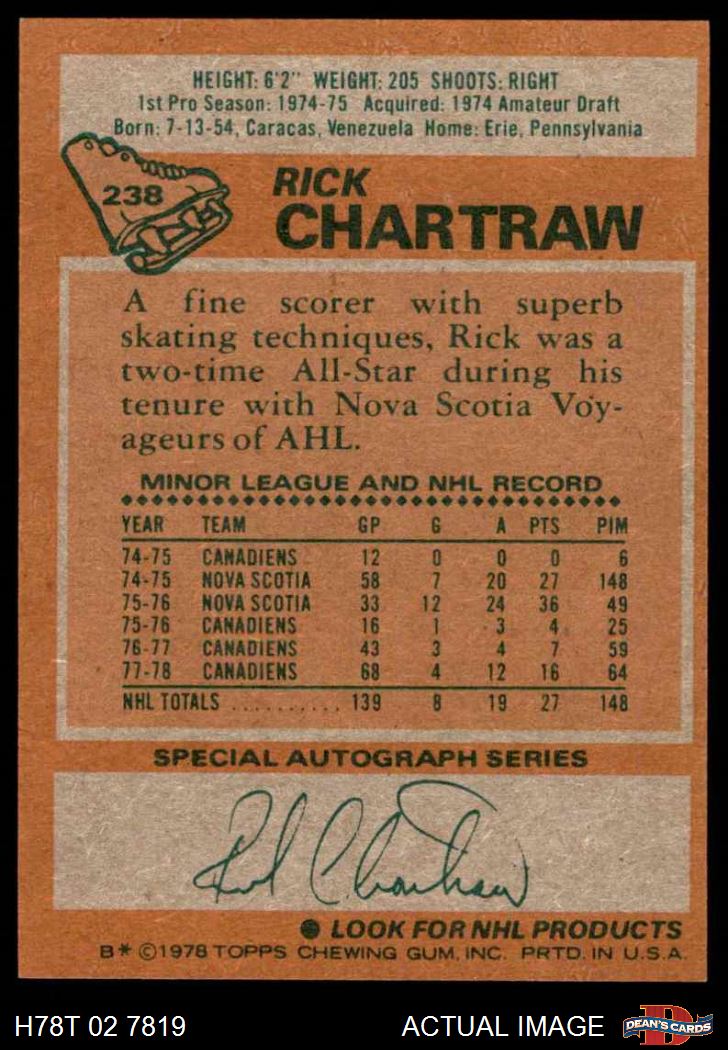 HEIGHT: 6'2" WEIGHT: 205 SHOOTS: RIGHT
1st Pro Season: 1974-75 Acquired: 1974 Amateur Draft
Born: 7-13-54, Caracas, Venezuela Home: Erie, Pennsylvania
238
RICK
CHARTRAW
A fine scorer with superb
skating techniques, Rick was a
two-time All-Star during his
tenure with Nova Scotia Voy-
ageurs of AHL.
MINOR LEAGUE AND NHL RECORD
YEAR TEAM GP G A PTS PIM
74-75 CANADIENS 12 0 0 0 6
74-75 NOVA SCOTIA 58 7 20 27 148
75-76 NOVA SCOTIA 33 12 24 36 49
75-76 CANADIENS 16 1 3 4 25
76-77 CANADIENS 43 3 4 7 59
77-78 CANADIENS 68 4 12 16 64
NHL TOTALS .......... 139 8 19 27 148
SPECIAL AUTOGRAPH SERIES
Rick Chartraw
● LOOK FOR NHL PRODUCTS
B* ©1978 TOPPS CHEWING GUM, INC. PRTD. IN U.S.A.
H78T 02 7819 ACTUAL IMAGE
D DEAN'S CARDS